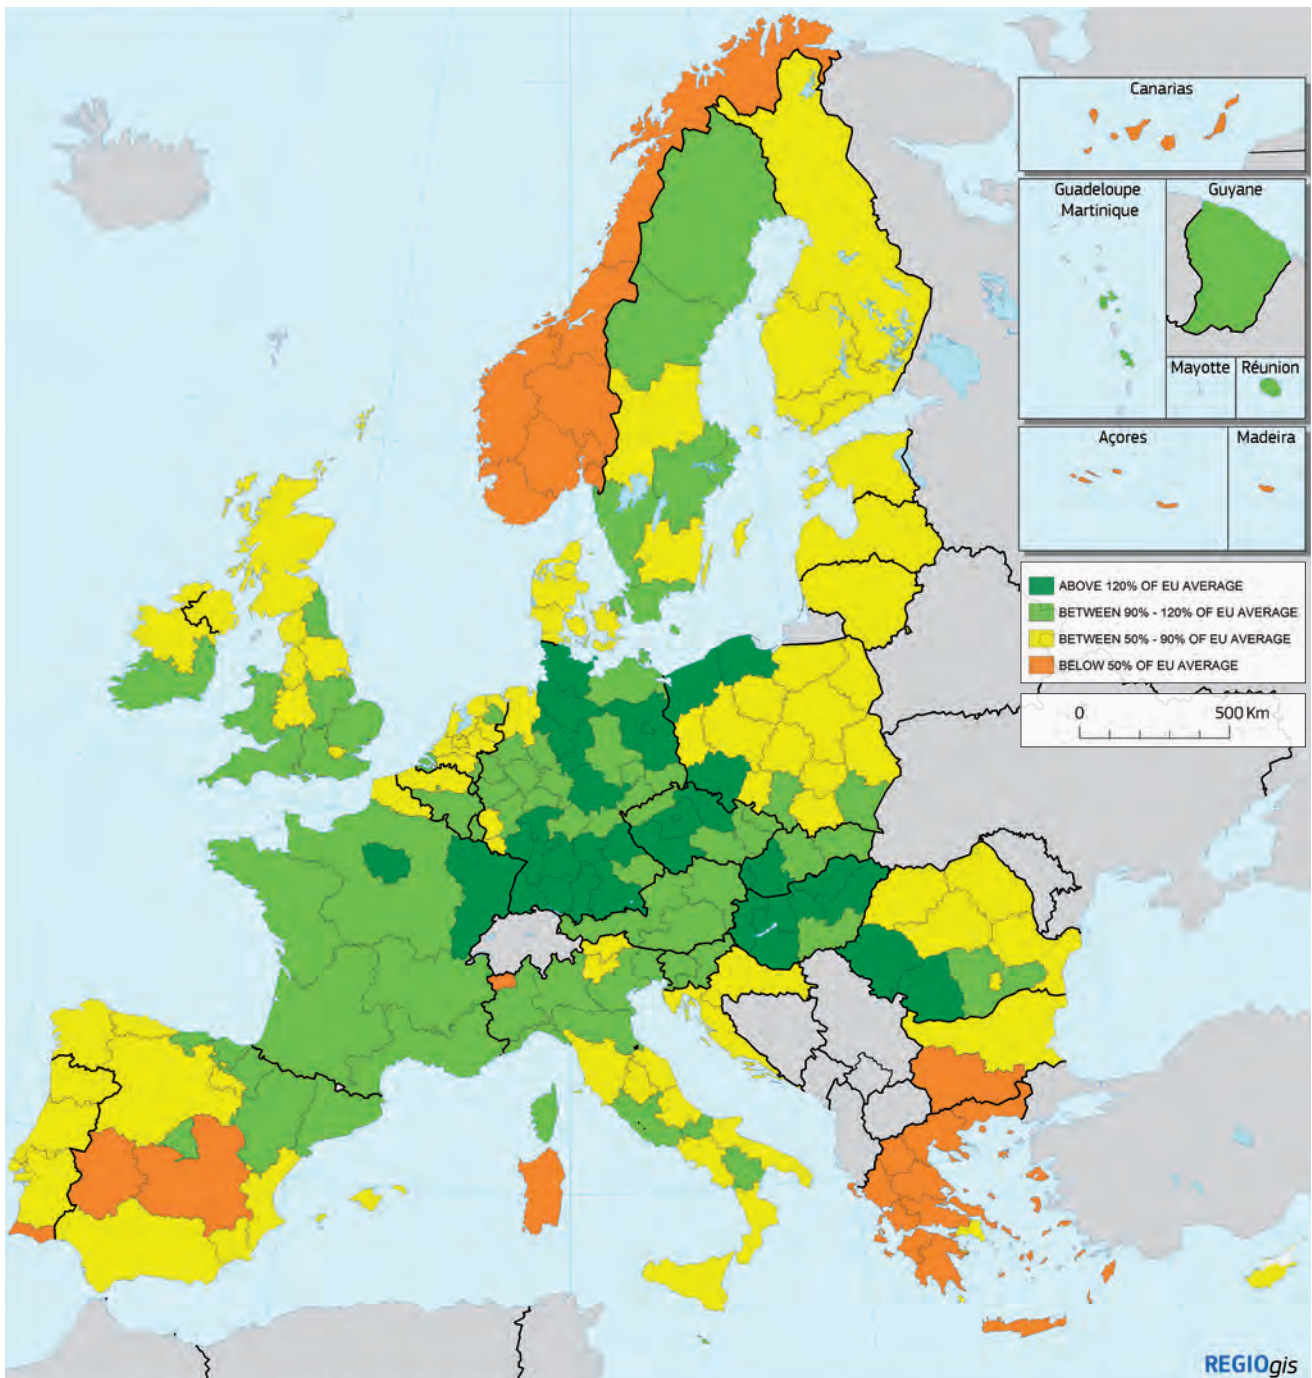 Canarias
Guadeloupe
Martinique
Guyane
Mayotte
Réunion
Açores
Madeira
ABOVE 120% OF EU AVERAGE
BETWEEN 90% - 120% OF EU AVERAGE
BETWEEN 50% - 90% OF EU AVERAGE
BELOW 50% OF EU AVERAGE
0 500 Km
REGIOgis